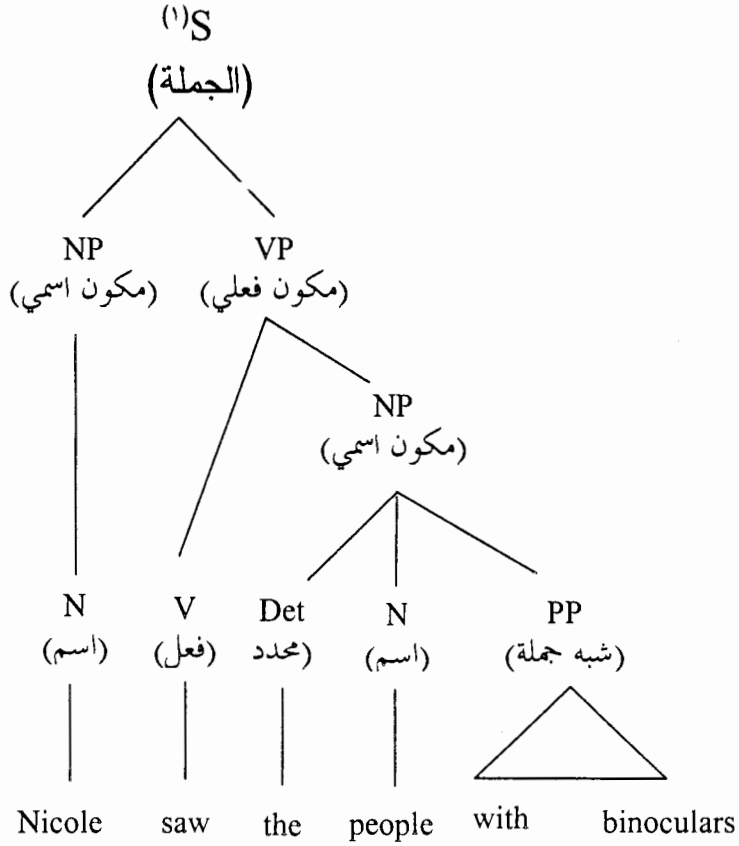 (١)S
(الجملة)
NP VP
(مكون اسمي) (مكون فعلي)
NP
(مكون اسمي)
N V Det N PP
(اسم) (فعل) (محدد (اسم) (شبه جملة)
Nicole saw the people with binoculars